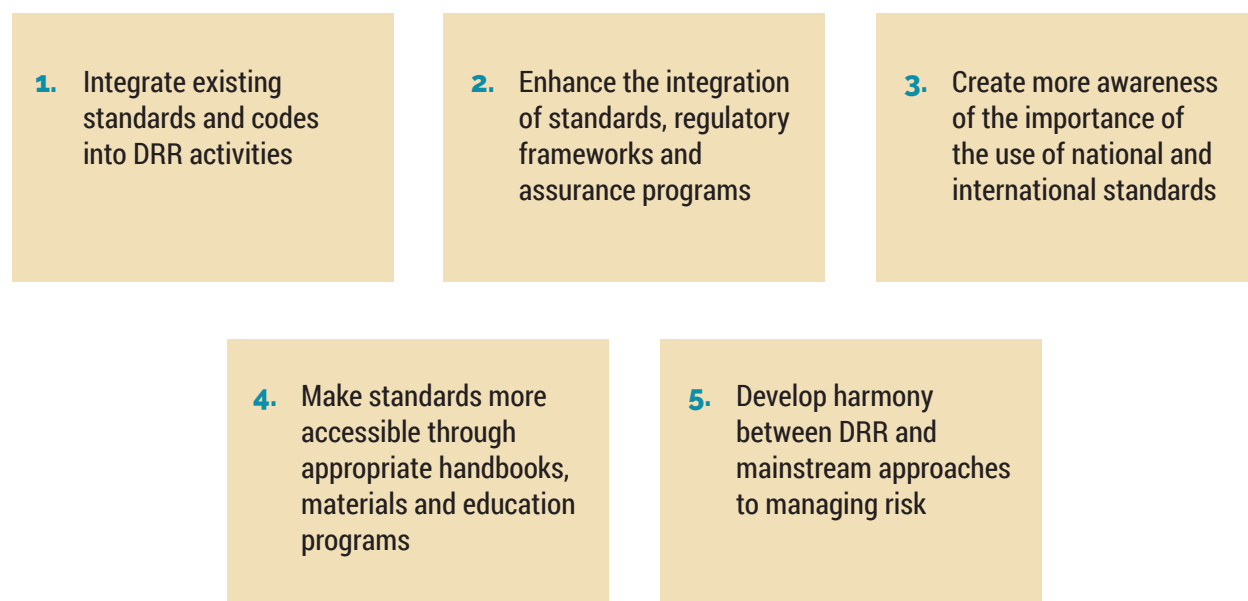 1. Integrate existing
standards and codes
into DRR activities
2. Enhance the integration
of standards, regulatory
frameworks and
assurance programs
3. Create more awareness
of the importance of
the use of national and
international standards
4. Make standards more
accessible through
appropriate handbooks,
materials and education
programs
5. Develop harmony
between DRR and
mainstream approaches
to managing risk